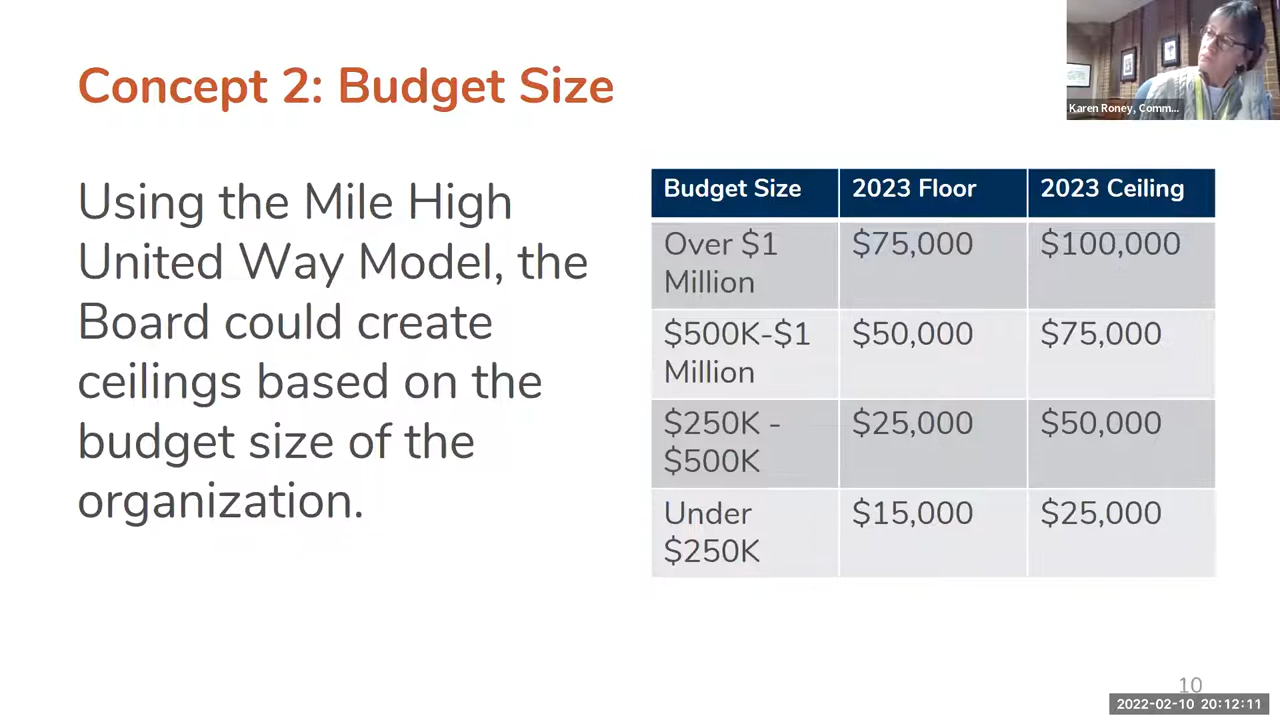 Concept 2: Budget Size
Karen Roney, Comm...
Using the Mile High
United Way Model, the
Board could create
ceilings based on the
budget size of the
organization.
Budget Size 2023 Floor 2023 Ceiling
Over $1 $75,000 $100,000
Million
$500K-$1 $50,000 $75,000
Million
$250K - $25,000 $50,000
$500K
Under $15,000 $25,000
$250K
10
2022-02-10 20:12:11